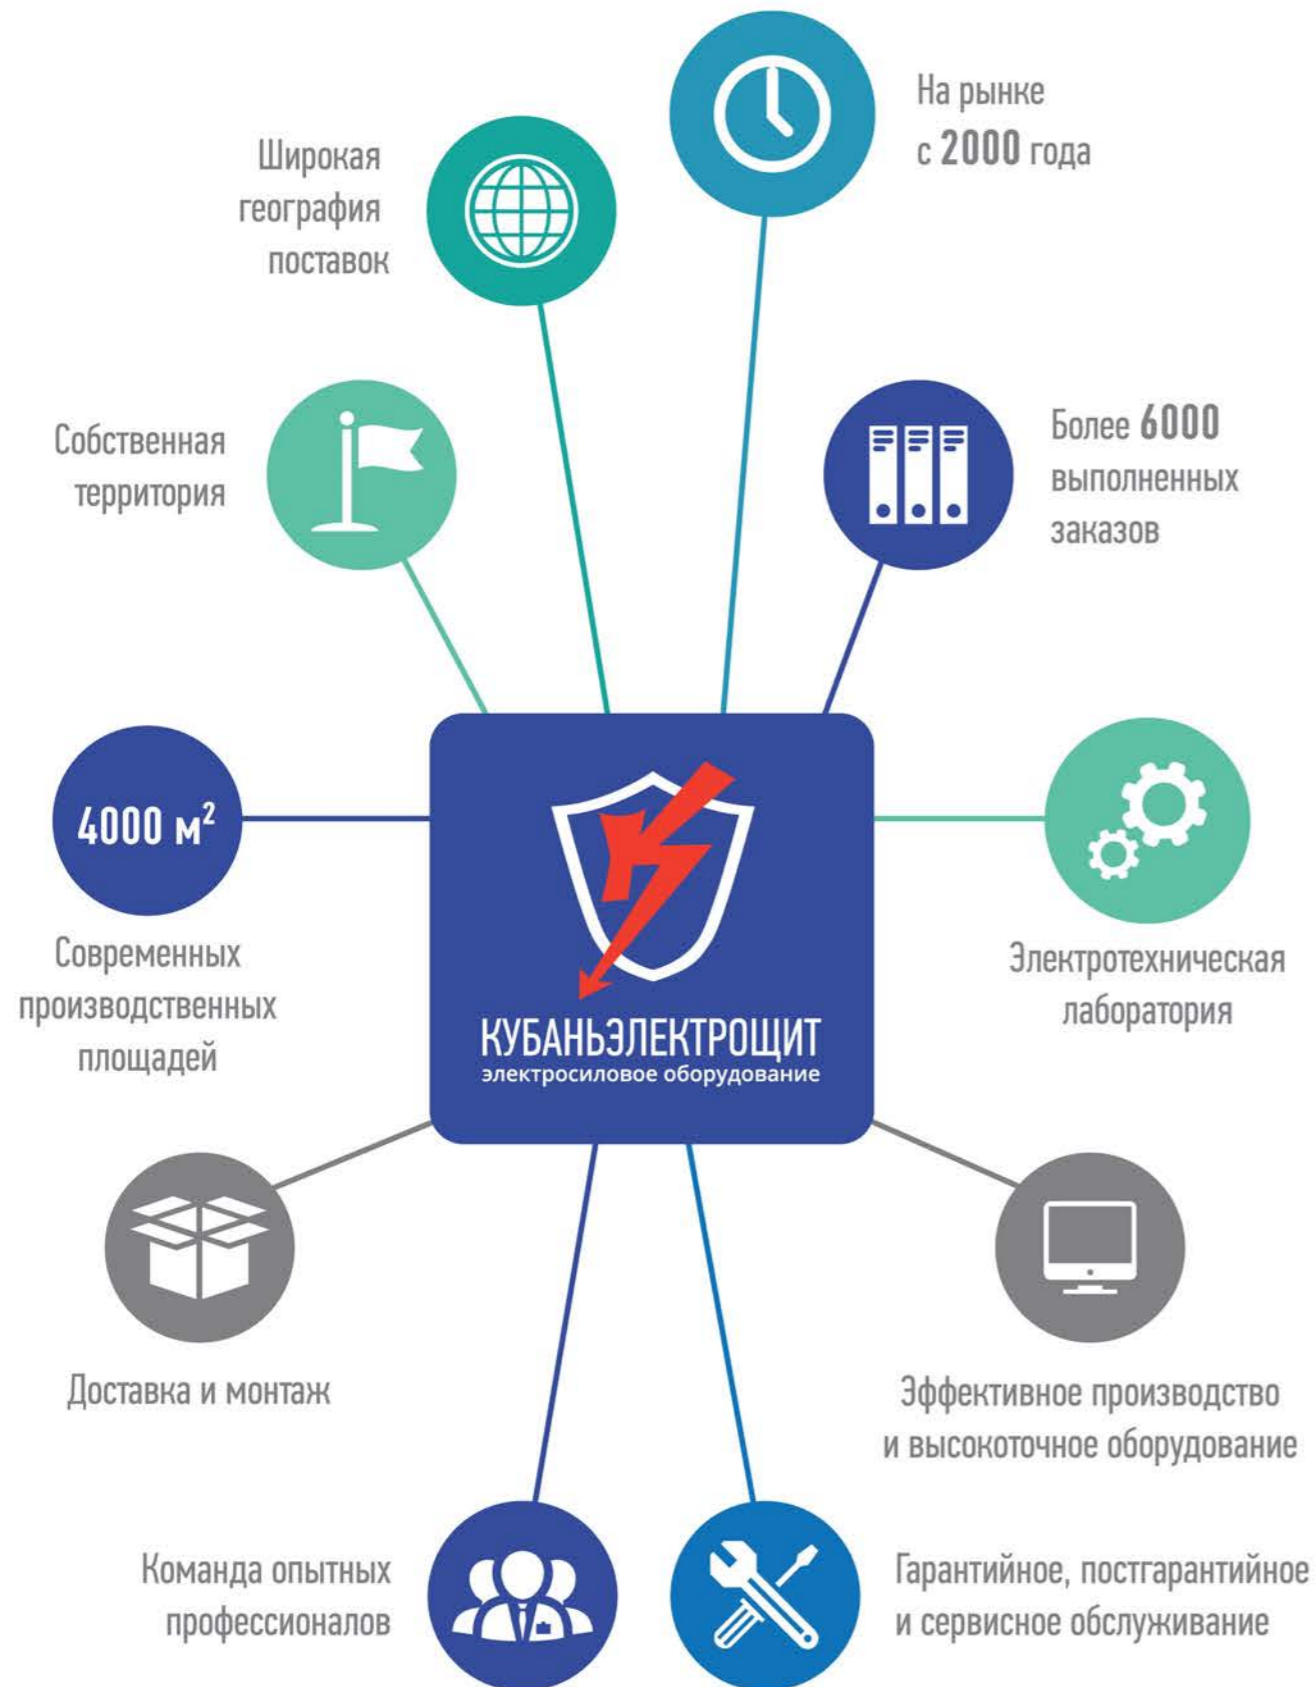 На рынке
с 2000 года
Широкая
география
поставок
Собственная
территория
Более 6000
выполненных
заказов
4000 м²
Современных
производственных
площадей
КУБАНЬЭЛЕКТРОЩИТ
электросиловое оборудование
Электротехническая
лаборатория
Доставка и монтаж
Эффективное производство
и высокоточное оборудование
Команда опытных
профессионалов
Гарантийное, постгарантийное
и сервисное обслуживание